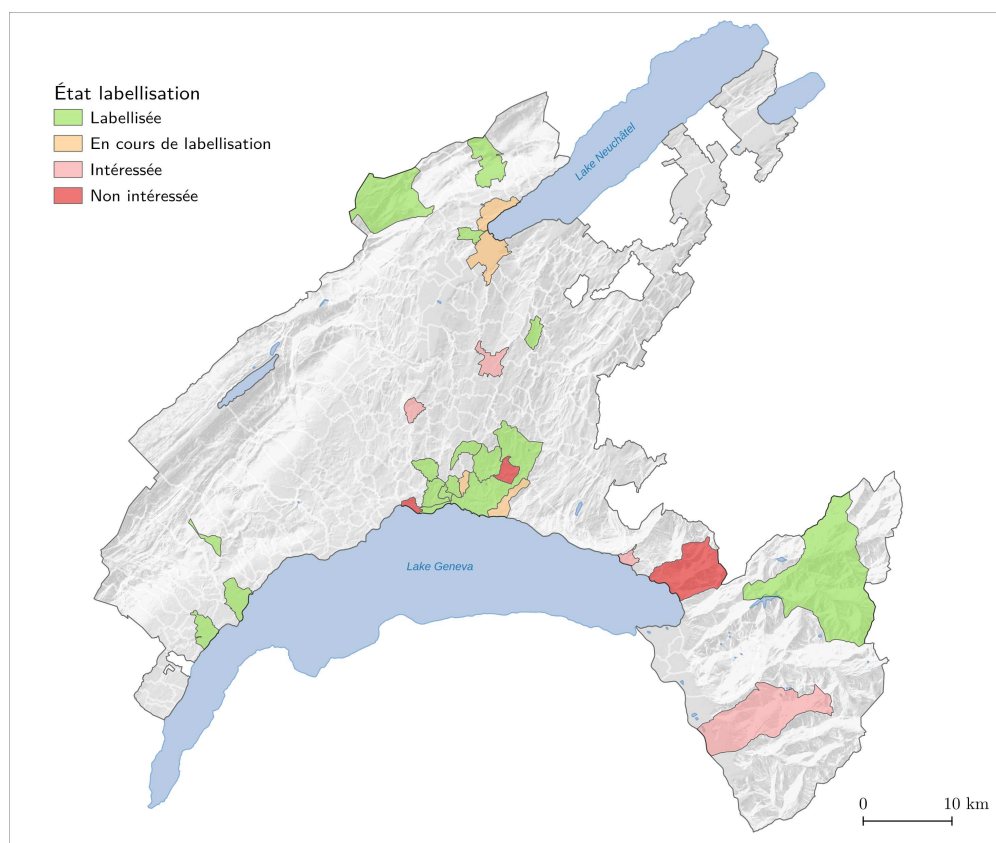 État labellisation
Labellisée
En cours de labellisation
Intéressée
Non intéressée
Lake Neuchâtel
Lake Geneva
0 10 km